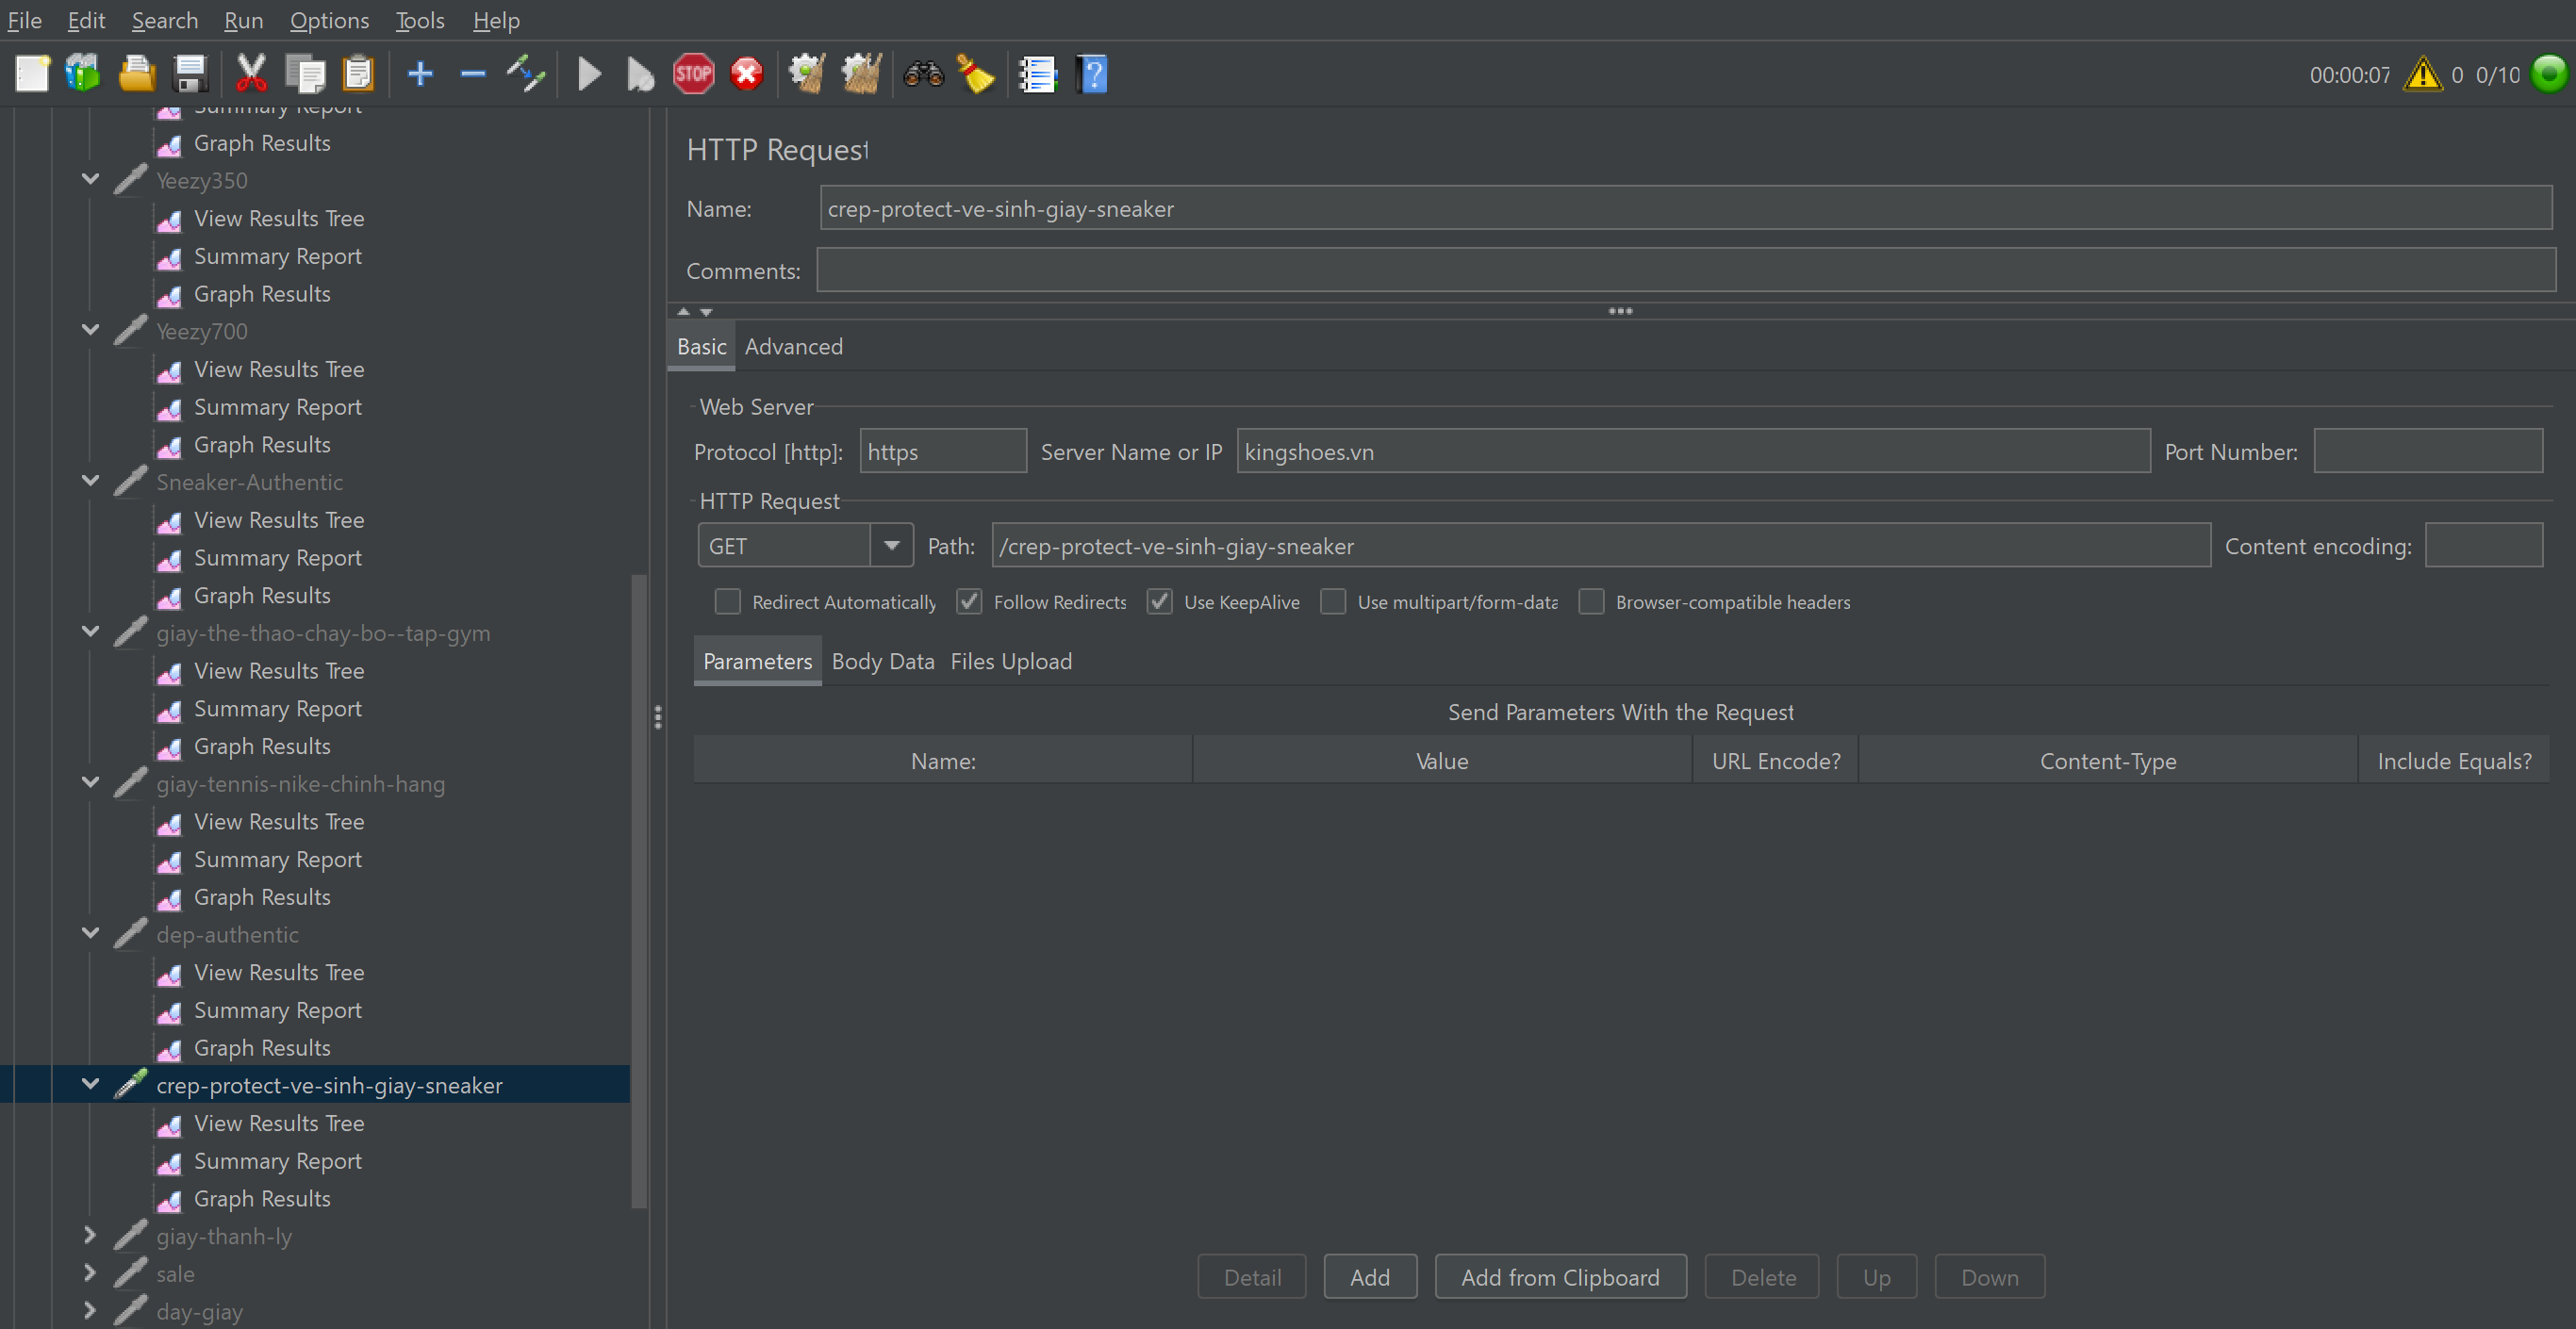 File Edit Search Run Options Tools Help
STOP
00:00:07 0 0/10
Summary Report
Graph Results
Yeezy350
View Results Tree
Summary Report
Graph Results
Yeezy700
View Results Tree
Summary Report
Graph Results
Sneaker-Authentic
View Results Tree
Summary Report
Graph Results
giay-the-thao-chay-bo--tap-gym
View Results Tree
Summary Report
Graph Results
giay-tennis-nike-chinh-hang
View Results Tree
Summary Report
Graph Results
dep-authentic
View Results Tree
Summary Report
Graph Results
crep-protect-ve-sinh-giay-sneaker
View Results Tree
Summary Report
Graph Results
giay-thanh-ly
sale
day-giay
HTTP Request
Name: crep-protect-ve-sinh-giay-sneaker
Comments:
Basic Advanced
Web Server
Protocol [http]: https Server Name or IP kingshoes.vn Port Number:
HTTP Request
GET Path: /crep-protect-ve-sinh-giay-sneaker Content encoding:
Redirect Automatically Follow Redirects Use KeepAlive Use multipart/form-data Browser-compatible headers
Parameters Body Data Files Upload
Send Parameters With the Request
Name: Value URL Encode? Content-Type Include Equals?
Detail Add Add from Clipboard Delete Up Down